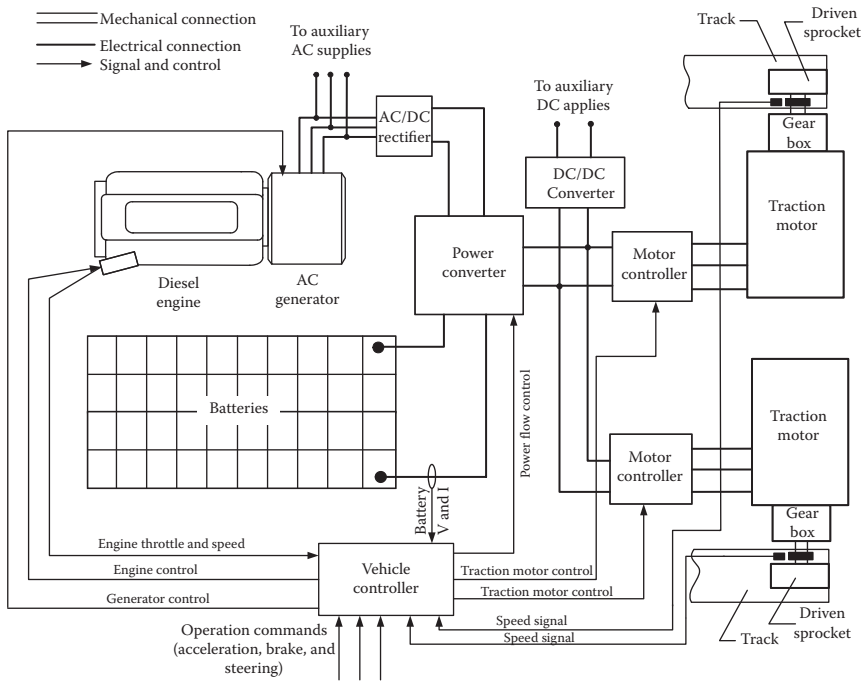 Mechanical connection
Electrical connection
Signal and control
To auxiliary
AC supplies
AC/DC
rectifier
To auxiliary
DC applies
DC/DC
Converter
Track
Driven
sprocket
Gear
box
Traction
motor
Power
converter
Motor
controller
Diesel
engine
AC
generator
Batteries
Power flow control
Traction
motor
Motor
controller
Gear
box
Battery
V and I
Engine throttle and speed
Engine control
Generator control
Vehicle
controller
Traction motor control
Traction motor control
Speed signal
Speed signal
Operation commands
(acceleration, brake, and
steering)
Track
Driven
sprocket